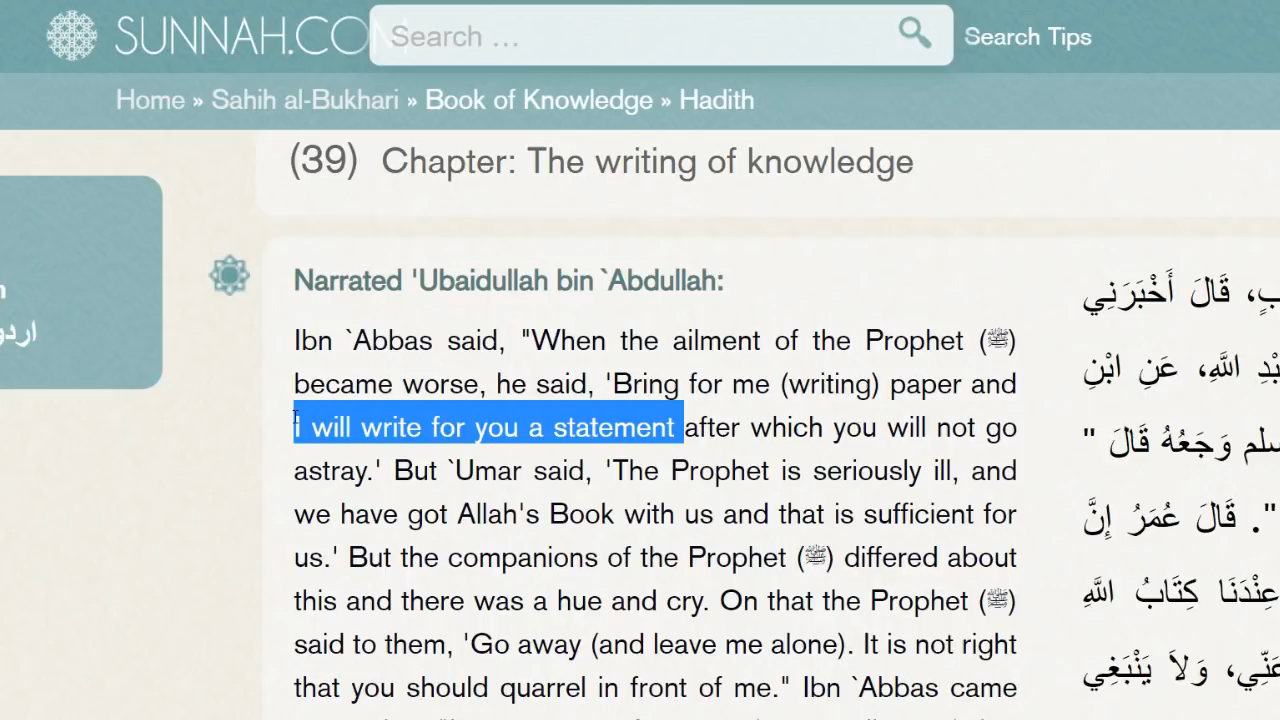 SUNNAH.CO
Search ...
Search Tips
Home » Sahih al-Bukhari » Book of Knowledge » Hadith
(39) Chapter: The writing of knowledge
Narrated 'Ubaidullah bin `Abdullah:
Ibn `Abbas said, "When the ailment of the Prophet (ﷺ)
became worse, he said, 'Bring for me (writing) paper and
I will write for you a statement after which you will not go
astray.' But `Umar said, 'The Prophet is seriously ill, and
we have got Allah's Book with us and that is sufficient for
us.' But the companions of the Prophet (ﷺ) differed about
this and there was a hue and cry. On that the Prophet (ﷺ)
said to them, 'Go away (and leave me alone). It is not right
that you should quarrel in front of me." Ibn `Abbas came
قَالَ أَخْبَرَنِي
اللَّهِ، عَنِ ابْنِ
وَجَعُهُ قَالَ "
". قَالَ عُمَرُ إِنَّ
عِنْدَنَا كِتَابُ اللَّهِ
وَلاَ يَنْبَغِي